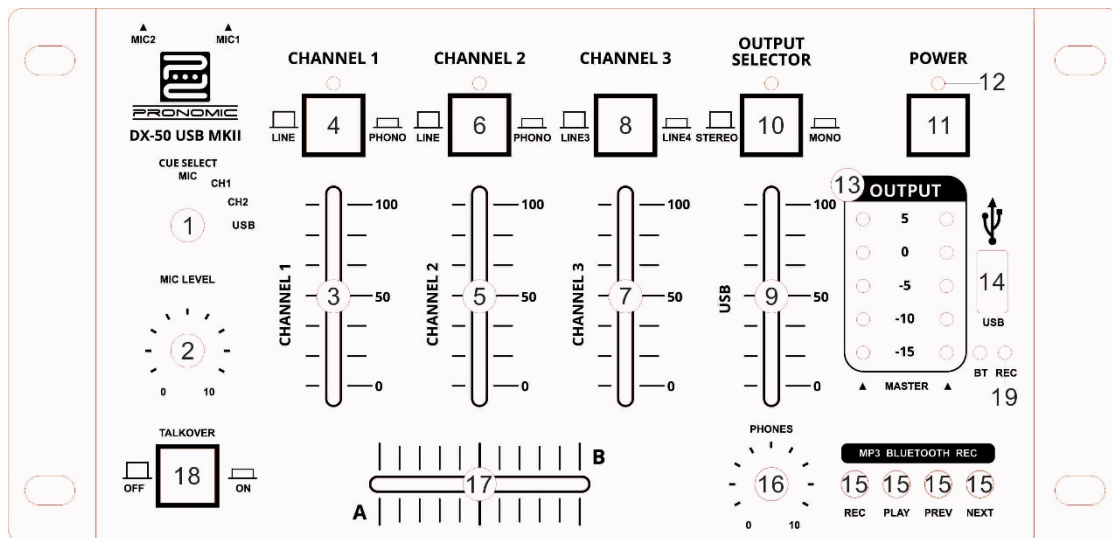 ▲ ▲
MIC2 MIC1
PRONOMIC
DX-50 USB MKII
CHANNEL 1 CHANNEL 2 CHANNEL 3 OUTPUT SELECTOR POWER
12
LINE 4 PHONO LINE 6 PHONO LINE3 8 LINE4 STEREO 10 MONO 11
CUE SELECT
MIC
CH1
CH2
1 USB
MIC LEVEL
2
0 10
CHANNEL 1
100
3 50
0
CHANNEL 2
100
5 50
0
CHANNEL 3
100
7 50
0
USB
100
9 50
0
13 OUTPUT
5
0
-5
-10
-15
▲ MASTER ▲
14
USB
BT REC
19
TALKOVER
OFF 18 ON
B
17
A
PHONES
16
0 10
MP3 BLUETOOTH REC
15 15 15 15
REC PLAY PREV NEXT